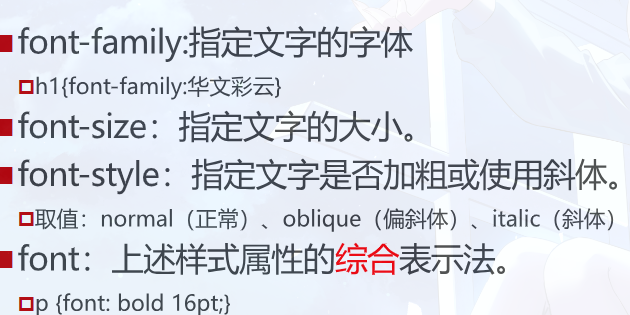 font-family:指定文字的字体
h1{font-family:华文彩云}
font-size：指定文字的大小。
font-style：指定文字是否加粗或使用斜体。
取值：normal（正常）、oblique（偏斜体）、italic（斜体）
font：上述样式属性的综合表示法。
p {font: bold 16pt;}